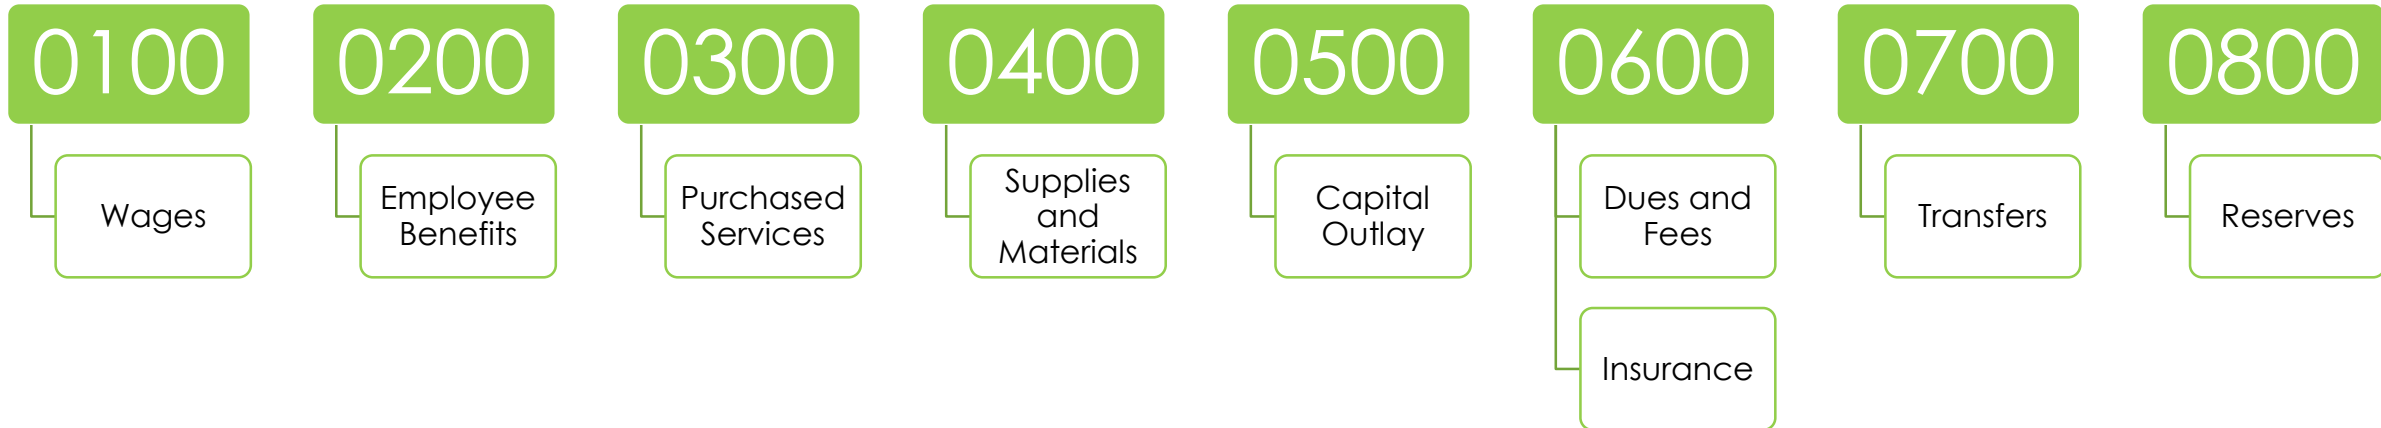 0100
Wages
0200
Employee
Benefits
0300
Purchased
Services
0400
Supplies
and
Materials
0500
Capital
Outlay
0600
Dues and
Fees
Insurance
0700
Transfers
0800
Reserves